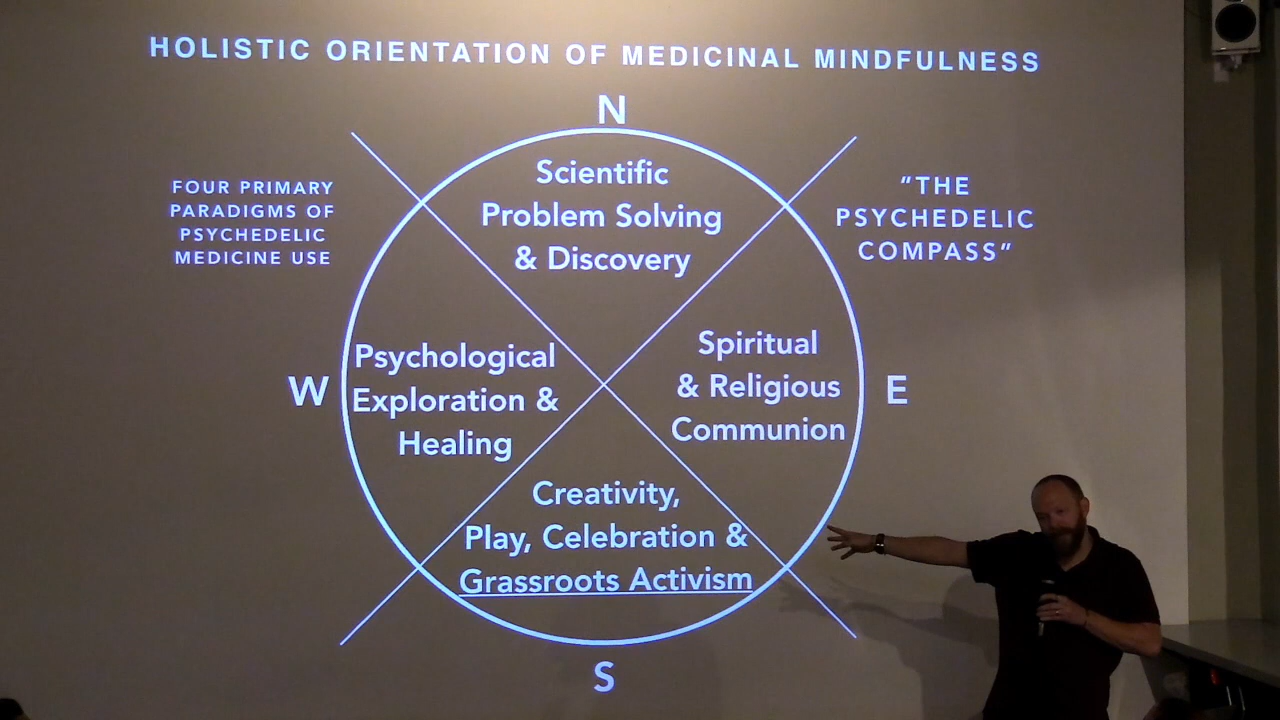 HOLISTIC ORIENTATION OF MEDICINAL MINDFULNESS
N
FOUR PRIMARY
PARADIGMS OF
PSYCHEDELIC
MEDICINE USE
"THE
PSYCHEDELIC
COMPASS"
Scientific
Problem Solving
& Discovery
W
Psychological
Exploration &
Healing
Spiritual
& Religious
Communion
E
Creativity,
Play, Celebration &
Grassroots Activism
S